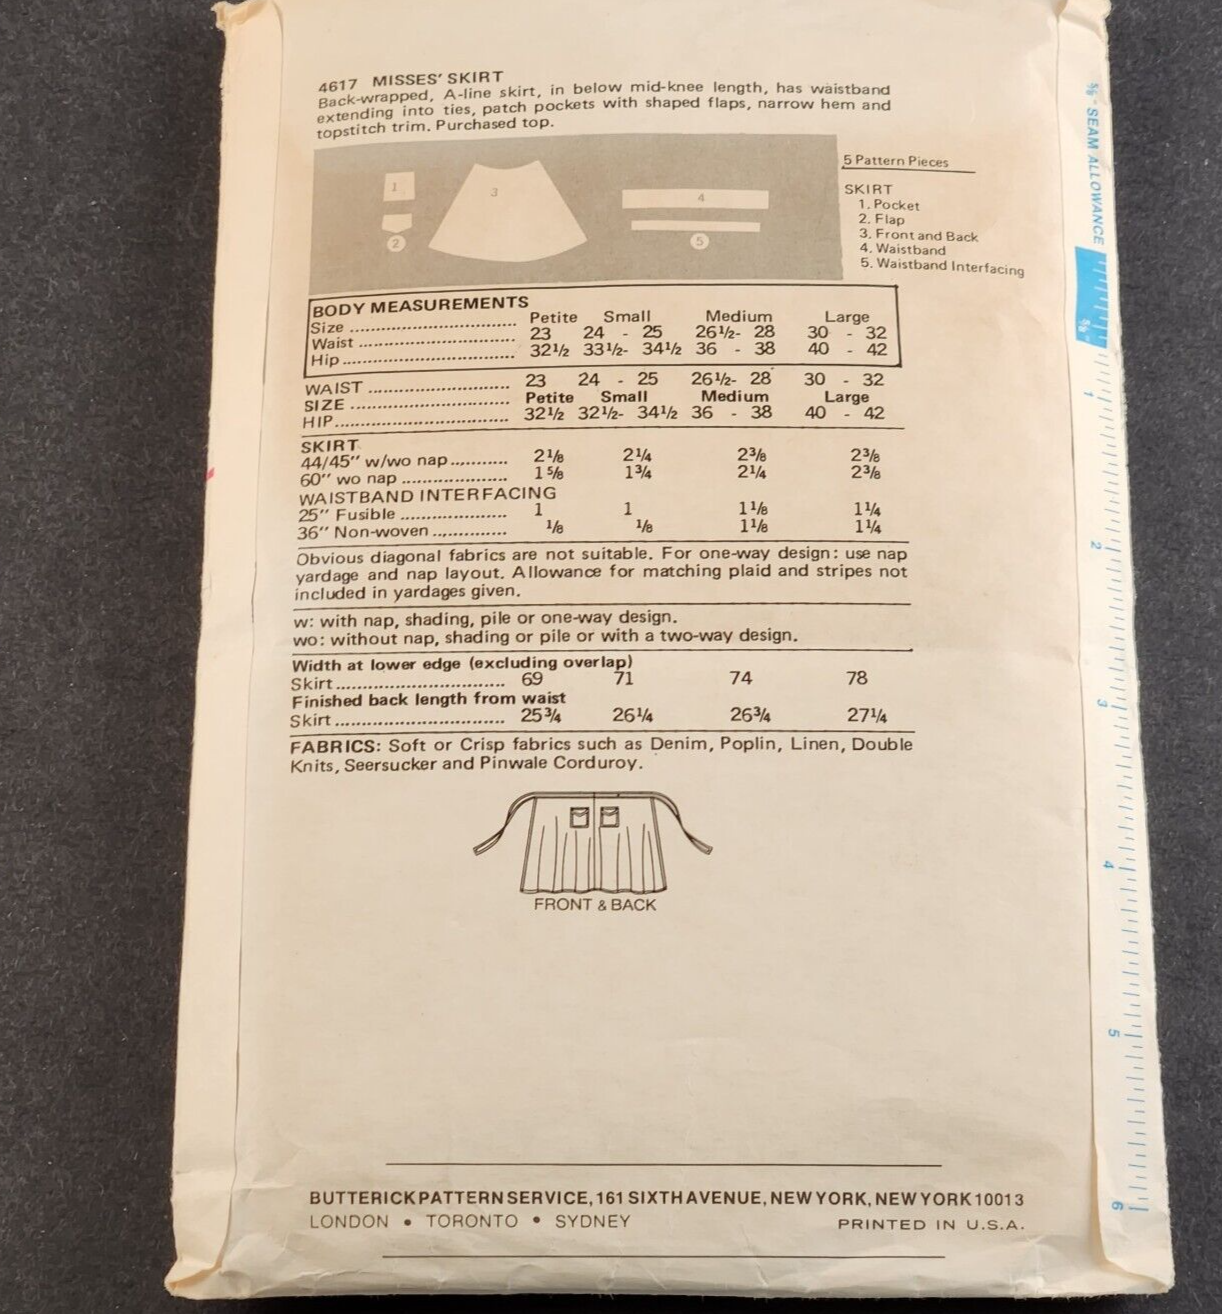 4617 MISSES' SKIRT
Back-wrapped, A-line skirt, in below mid-knee length, has waistband
extending into ties, patch pockets with shaped flaps, narrow hem and
topstitch trim. Purchased top.
1
2
3
4
5
5 Pattern Pieces
SKIRT
1. Pocket
2. Flap
3. Front and Back
4. Waistband
5. Waistband Interfacing
BODY MEASUREMENTS
Size ................................ Petite Small Medium Large
Waist .............................. 23 24 - 25 26½- 28 30 - 32
Hip ................................. 32½ 33½- 34½ 36 - 38 40 - 42
WAIST ........................... 23 24 - 25 26½- 28 30 - 32
SIZE .............................. Petite Small Medium Large
HIP................................. 32½ 32½- 34½ 36 - 38 40 - 42
SKIRT
44/45" w/wo nap........... 2⅛ 2¼ 2⅜ 2⅜
60" wo nap .................... 1⅝ 1¾ 2¼ 2⅜
WAISTBAND INTERFACING
25" Fusible .................... 1 1 1⅛ 1¼
36" Non-woven .............. ⅛ ⅛ 1⅛ 1¼
Obvious diagonal fabrics are not suitable. For one-way design: use nap
yardage and nap layout. Allowance for matching plaid and stripes not
included in yardages given.
w: with nap, shading, pile or one-way design.
wo: without nap, shading or pile or with a two-way design.
Width at lower edge (excluding overlap)
Skirt ................................ 69 71 74 78
Finished back length from waist
Skirt ................................ 25¾ 26¼ 26¾ 27¼
FABRICS: Soft or Crisp fabrics such as Denim, Poplin, Linen, Double
Knits, Seersucker and Pinwale Corduroy.
FRONT & BACK
BUTTERICK PATTERN SERVICE, 161 SIXTH AVENUE, NEW YORK, NEW YORK 10013
LONDON • TORONTO • SYDNEY PRINTED IN U.S.A.
⅝" SEAM ALLOWANCE
⅝"
1
2
3
4
5
6